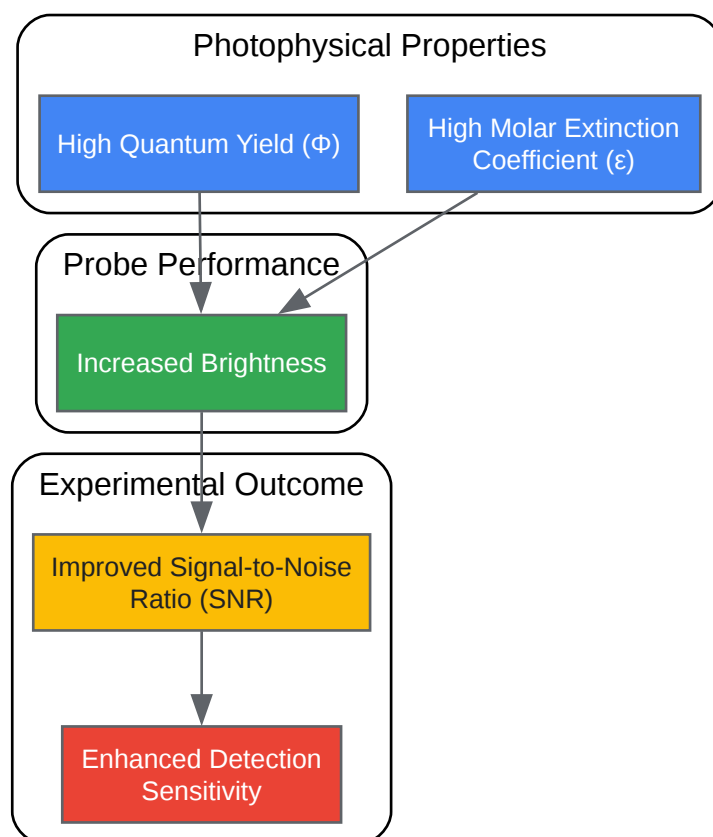 Photophysical Properties
High Quantum Yield (Φ)
High Molar Extinction
Coefficient (ε)
Probe Performance
Increased Brightness
Experimental Outcome
Improved Signal-to-Noise
Ratio (SNR)
Enhanced Detection
Sensitivity